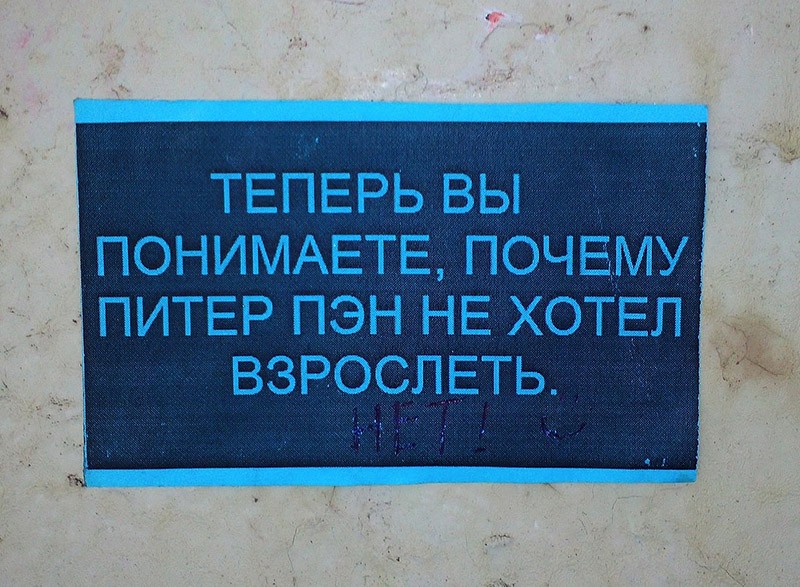 ТЕПЕРЬ ВЫ
ПОНИМАЕТЕ, ПОЧЕМУ
ПИТЕР ПЭН НЕ ХОТЕЛ
ВЗРОСЛЕТЬ.
НЕТ!